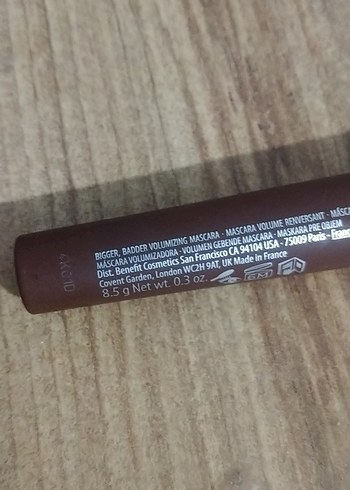 BIGGER, BADDER VOLUMIZING MASCARA - MASCARA VOLUME RENVERSANT -
MÁSCARA VOLUMIZADORA - VOLUMEN GEBENDE MASCARA - MASKARA PRE OBJEM
Dist. Benefit Cosmetics San Francisco CA 94104 USA - 75009 Paris - Franc
Covent Garden, London WC2H 9AT, UK Made in France
8.5 g Net wt. 0.3 oz.
6M